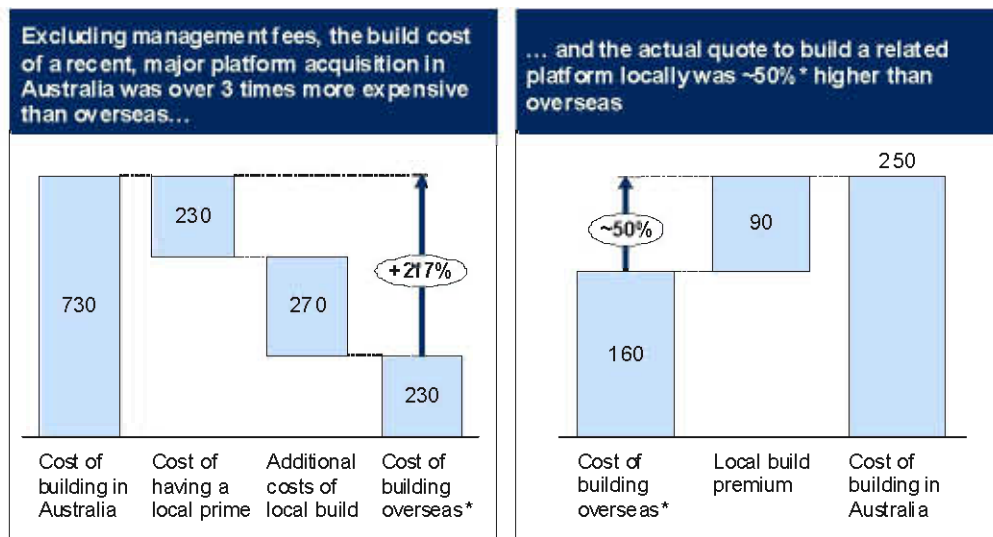 Excluding management fees, the build cost
of a recent, major platform acquisition in
Australia was over 3 times more expensive
than overseas...
730
230
270
+217%
230
Cost of
building in
Australia
Cost of
having a
local prime
Additional
costs of
local build
Cost of
building
overseas*
... and the actual quote to build a related
platform locally was ~50%* higher than
overseas
~50%
160
90
250
Cost of
building
overseas*
Local build
premium
Cost of
building in
Australia